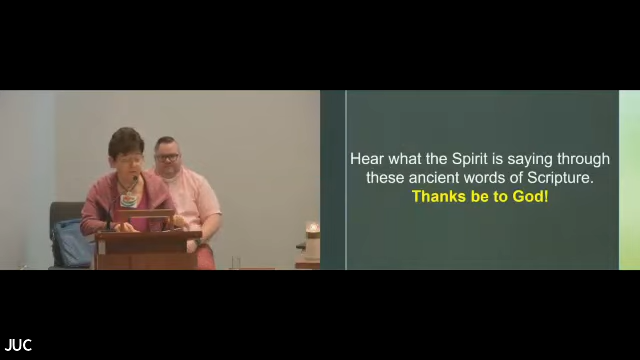 Hear what the Spirit is saying through
these ancient words of Scripture.
Thanks be to God!
JUC